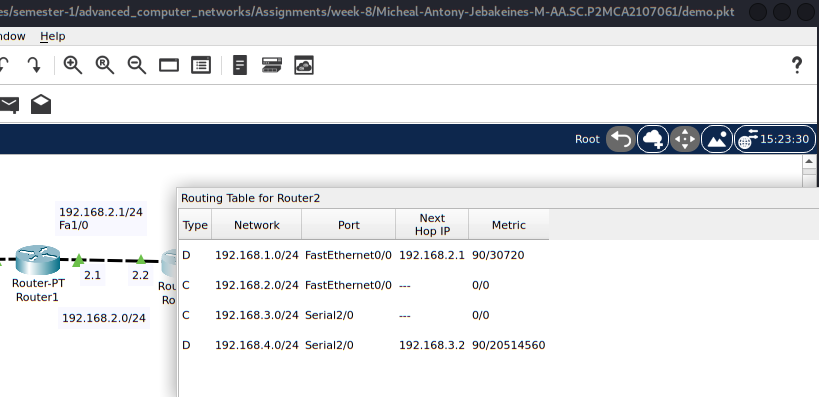 es/semester-1/advanced_computer_networks/Assignments/week-8/Micheal-Antony-Jebakeines-M-AA.SC.P2MCA2107061/demo.pkt
ndow Help
?
Root 15:23:30
192.168.2.1/24
Fa1/0
2.1 2.2
Router-PT
Router1
Rou
Ro
192.168.2.0/24
Routing Table for Router2
Type Network Port Next Hop IP Metric
D 192.168.1.0/24 FastEthernet0/0 192.168.2.1 90/30720
C 192.168.2.0/24 FastEthernet0/0 --- 0/0
C 192.168.3.0/24 Serial2/0 --- 0/0
D 192.168.4.0/24 Serial2/0 192.168.3.2 90/20514560